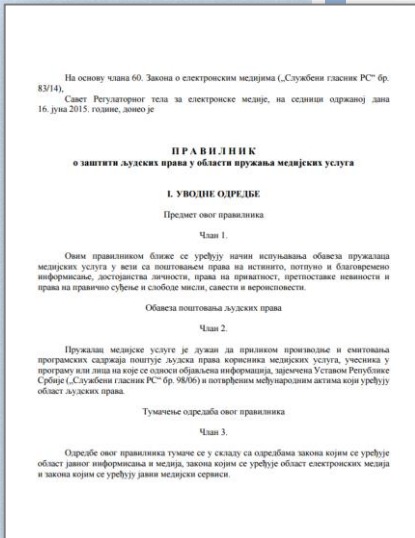 На основу члана 60. Закона о електронским медијима („Службени гласник РС“ бр.
83/14),
Савет Регулаторног тела за електронске медије, на седници одржаној дана
16. јуна 2015. године, донео је
П Р А В И Л Н И К
о заштити људских права у области пружања медијских услуга
I. УВОДНЕ ОДРЕДБЕ
Предмет овог правилника
Члан 1.
Овим правилником ближе се уређују начин испуњавања обавеза пружалаца
медијских услуга у вези са поштовањем права на истинито, потпуно и благовремено
информисање, достојанства личности, права на приватност, претпоставке невиности и
права на правично суђење и слободе мисли, савести и вероисповести.
Обавеза поштовања људских права
Члан 2.
Пружалац медијске услуге је дужан да приликом производње и емитовања
програмских садржаја поштује људска права корисника медијских услуга, учесника у
програму или лица на које се односи објављена информација, зајемчена Уставом Републике
Србије („Службени гласник РС“ бр. 98/06) и потврђеним међународним актима који уређују
област људских права.
Тумачење одредаба овог правилника
Члан 3.
Одредбе овог правилника тумаче се у складу са одредбама закона којим се уређује
област јавног информисања и медија, закона којим се уређује област електронских медија
и закона којим се уређују јавни медијски сервиси.